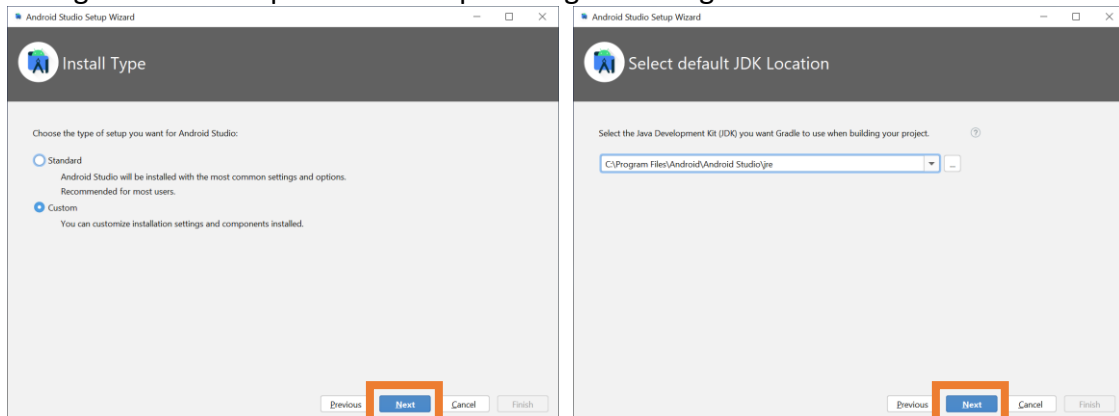 Android Studio Setup Wizard
Install Type
Choose the type of setup you want for Android Studio:
Standard
Android Studio will be installed with the most common settings and options.
Recommended for most users.
Custom
You can customize installation settings and components installed.
Previous
Next
Cancel
Finish
Android Studio Setup Wizard
Select default JDK Location
Select the Java Development Kit (JDK) you want Gradle to use when building your project.
?
C:\Program Files\Android\Android Studio\jre
...
Previous
Next
Cancel
Finish